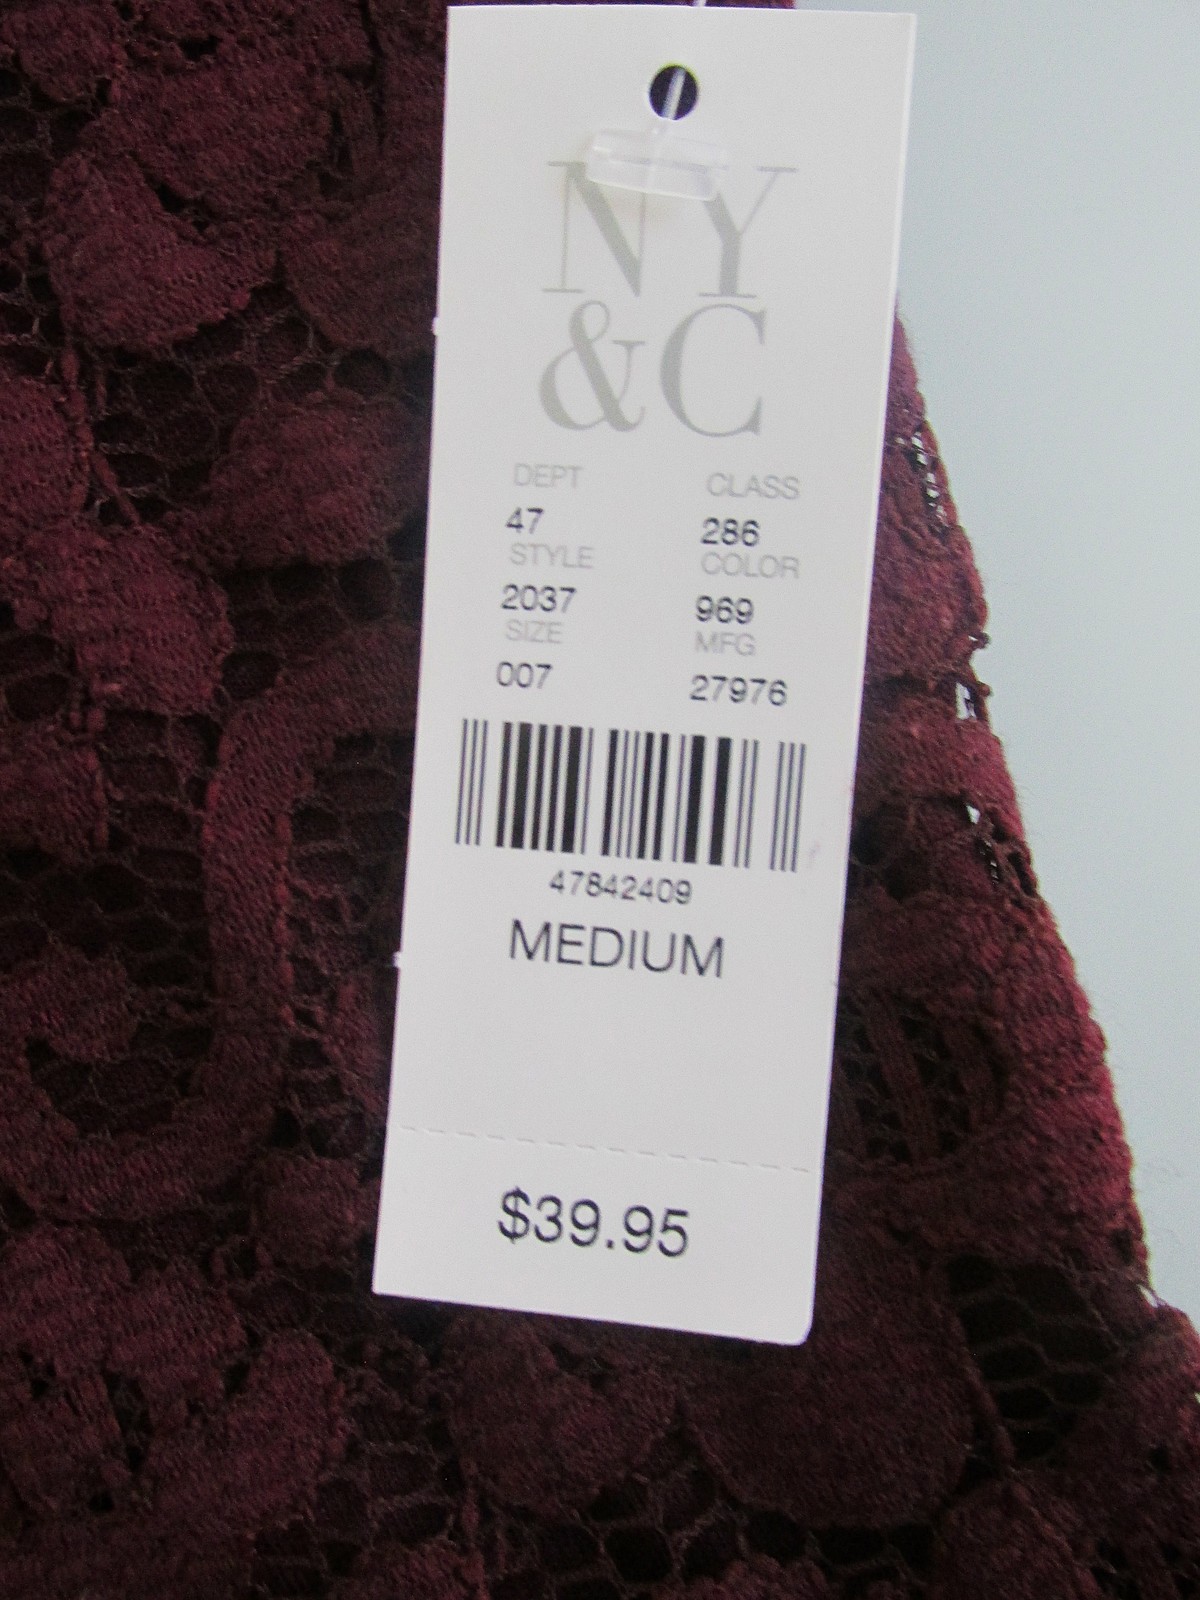 NY
&C
DEPT CLASS
47 286
STYLE COLOR
2037 969
SIZE MFG
007 27976
47842409
MEDIUM
$39.95